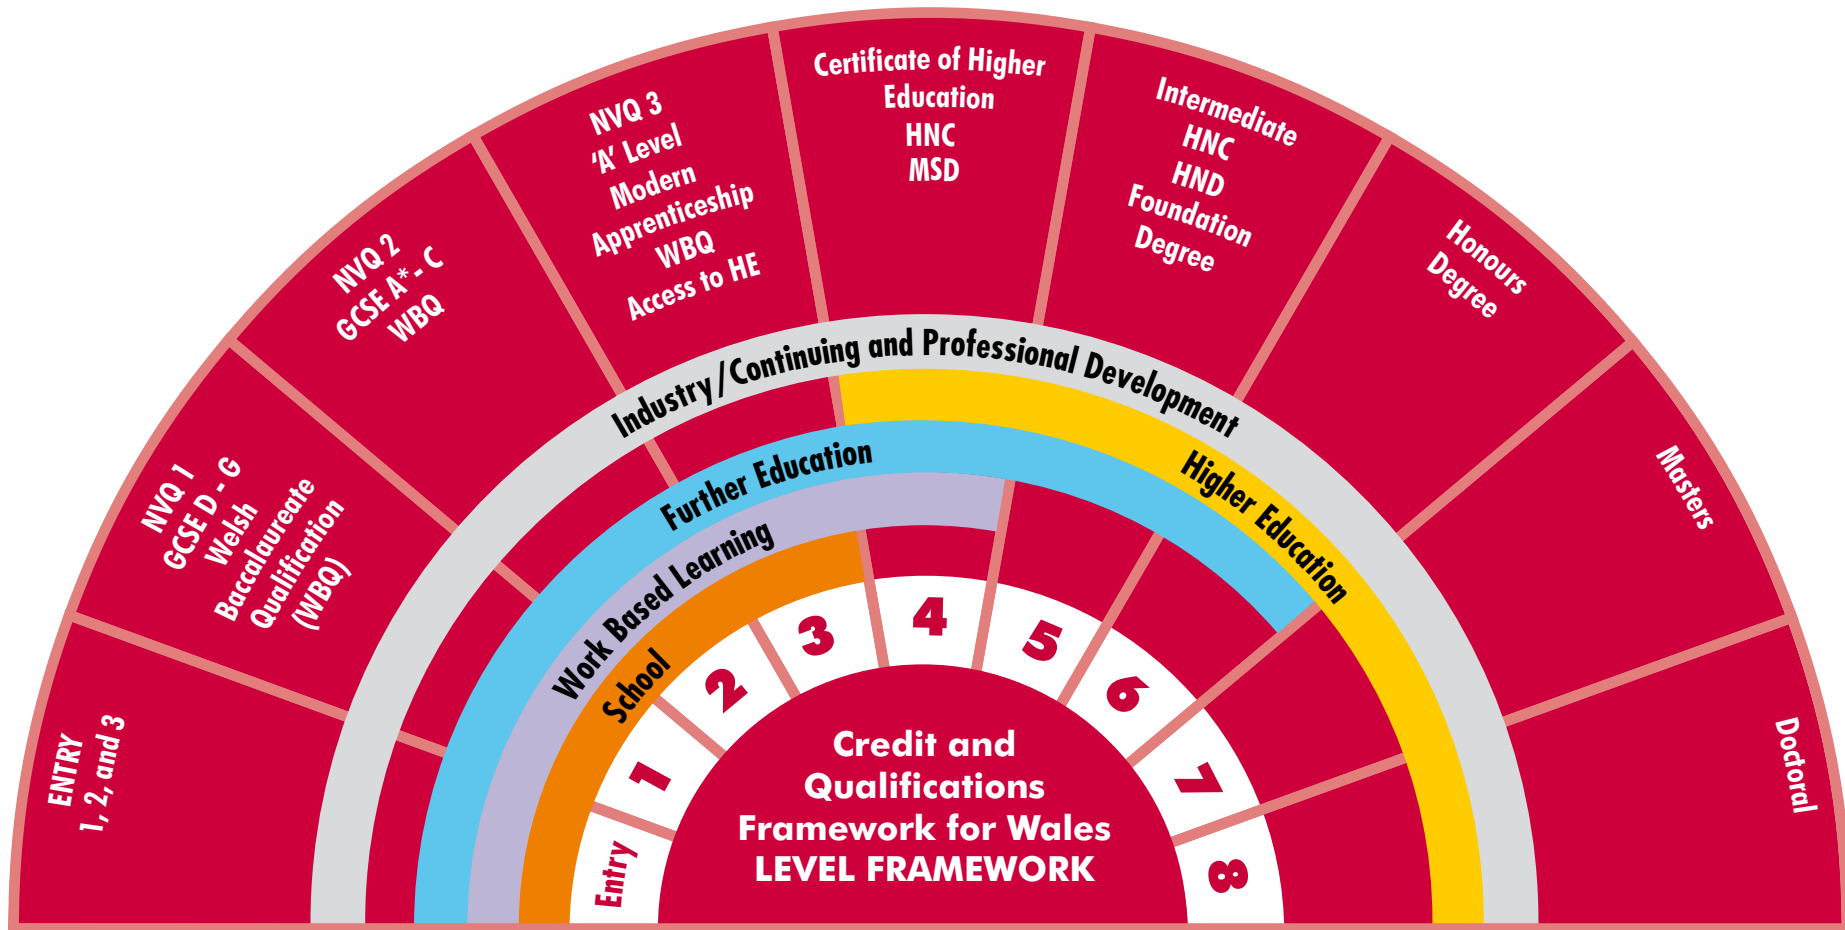 ENTRY
1, 2, and 3
NVQ 1
GCSE D - G
Welsh
Baccalaureate
Qualification
(WBQ)
NVQ 2
GCSE A*- C
WBQ
NVQ 3
‘A’ Level
Modern
Apprenticeship
WBQ
Access to HE
Certificate of Higher
Education
HNC
MSD
Intermediate
HNC
HND
Foundation
Degree
Honours
Degree
Masters
Doctoral
Industry/Continuing and Professional Development
Higher Education
Further Education
Work Based Learning
School
Entry
1
2
3
4
5
6
7
8
Credit and
Qualifications
Framework for Wales
LEVEL FRAMEWORK